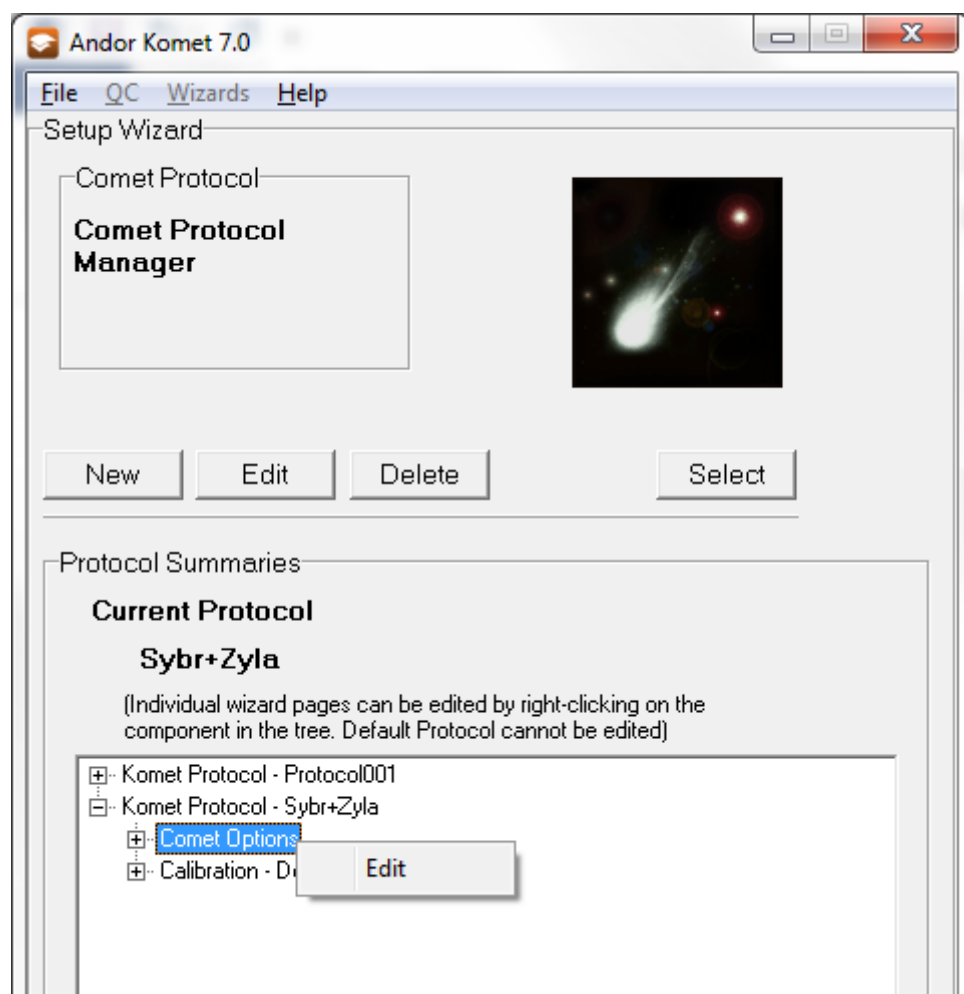 Andor Komet 7.0
File QC Wizards Help
Setup Wizard
Comet Protocol
Comet Protocol
Manager
New Edit Delete Select
Protocol Summaries
Current Protocol
Sybr+Zyla
(Individual wizard pages can be edited by right-clicking on the
component in the tree. Default Protocol cannot be edited)
Komet Protocol - Protocol001
Komet Protocol - Sybr+Zyla
Comet Options
Calibration - De
Edit